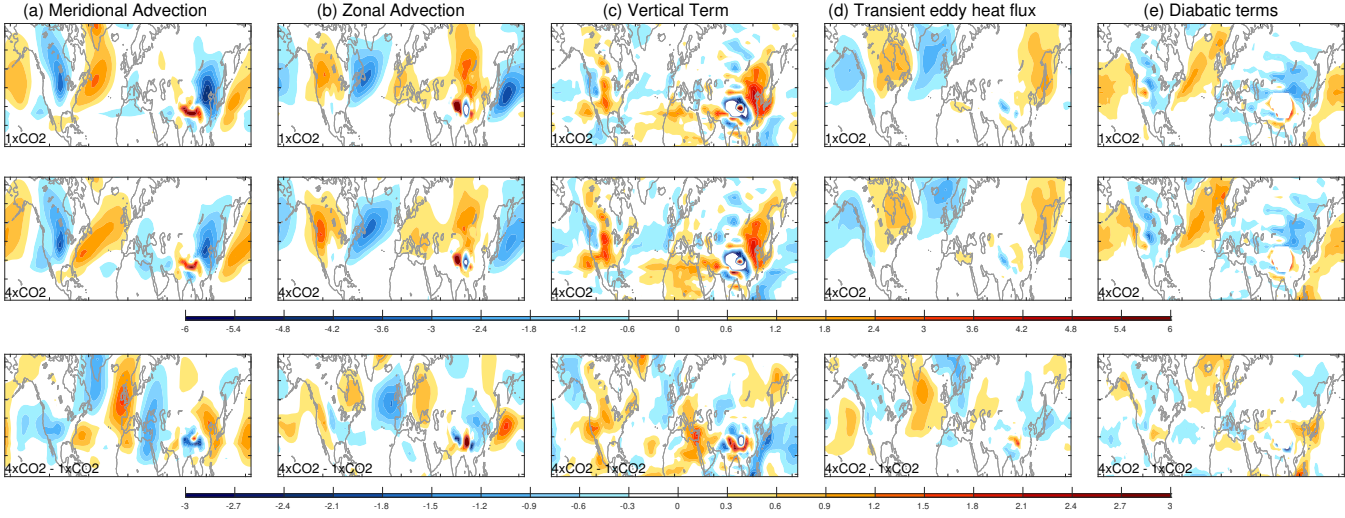 (a) Meridional Advection (b) Zonal Advection (c) Vertical Term (d) Transient eddy heat flux (e) Diabatic terms
1xCO2 1xCO2 1xCO2 1xCO2 1xCO2
4xCO2 4xCO2 4xCO2 4xCO2 4xCO2
-6 -5.4 -4.8 -4.2 -3.6 -3 -2.4 -1.8 -1.2 -0.6 0 0.6 1.2 1.8 2.4 3 3.6 4.2 4.8 5.4 6
4xCO2 - 1xCO2 4xCO2 - 1xCO2 4xCO2 - 1xCO2 4xCO2 - 1xCO2 4xCO2 - 1xCO2
-3 -2.7 -2.4 -2.1 -1.8 -1.5 -1.2 -0.9 -0.6 -0.3 0 0.3 0.6 0.9 1.2 1.5 1.8 2.1 2.4 2.7 3